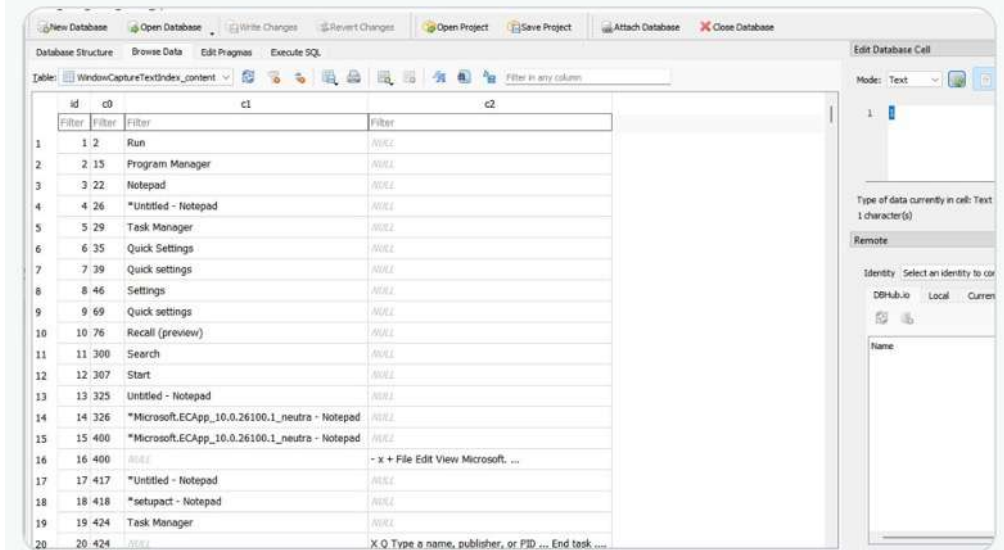 New Database Open Database Write Changes Revert Changes Open Project Save Project Attach Database Close Database
Database Structure Browse Data Edit Pragmas Execute SQL
Edit Database Cell
Table: WindowCaptureTextIndex_content Filter in any column
Mode: Text
id c0 c1 c2
Filter Filter Filter Filter
1 1
1 1 2 Run NULL
2 2 15 Program Manager NULL
3 3 22 Notepad NULL
4 4 26 *Untitled - Notepad NULL
Type of data currently in cell: Text
5 5 29 Task Manager NULL
1 character(s)
6 6 35 Quick Settings NULL
Remote
7 7 39 Quick settings NULL
Identity Select an identity to con
8 8 46 Settings NULL
DBHub.io Local Curren
9 9 69 Quick settings NULL
10 10 76 Recall (preview) NULL
Name
11 11 300 Search NULL
12 12 307 Start NULL
13 13 325 Untitled - Notepad NULL
14 14 326 *Microsoft.ECApp_10.0.26100.1_neutra - Notepad NULL
15 15 400 *Microsoft.ECApp_10.0.26100.1_neutra - Notepad NULL
16 16 400 NULL - x + File Edit View Microsoft. ...
17 17 417 *Untitled - Notepad NULL
18 18 418 *setupact - Notepad NULL
19 19 424 Task Manager NULL
20 20 424 NULL X Q Type a name, publisher, or PID ... End task ....